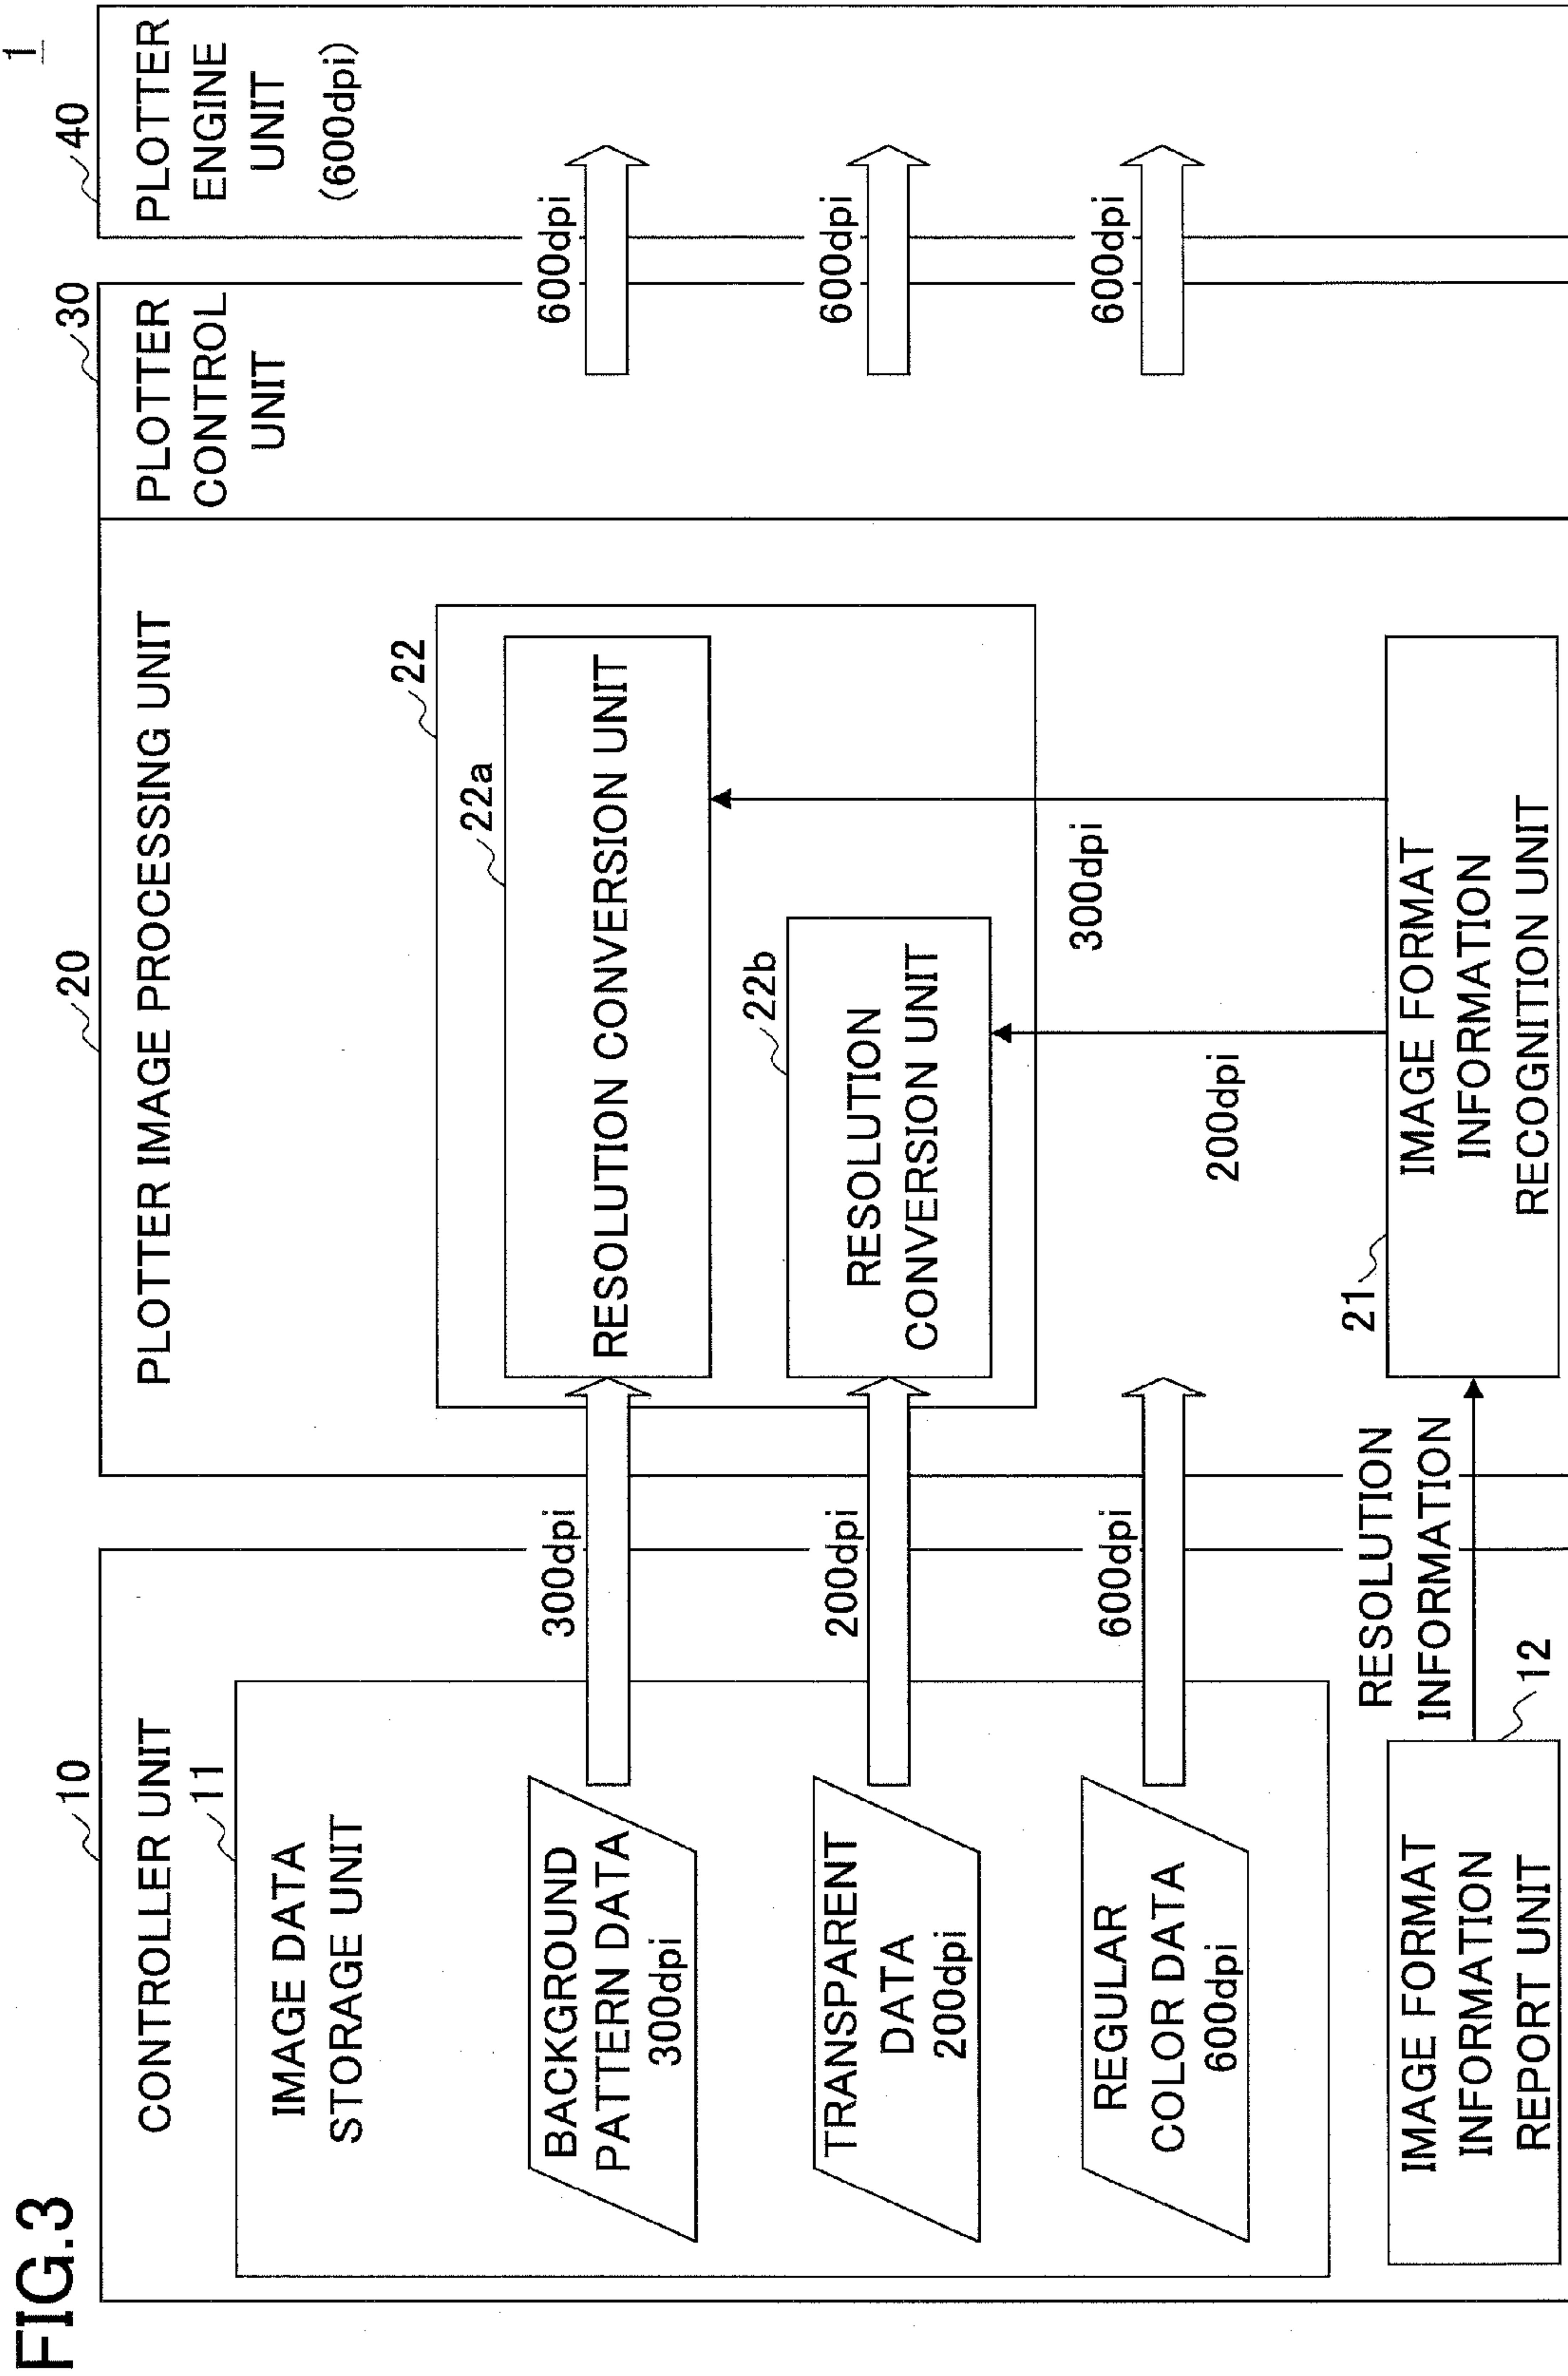 FIG.3
1
10
CONTROLLER UNIT
11
IMAGE DATA
STORAGE UNIT
BACKGROUND
PATTERN DATA
300dpi
TRANSPARENT
DATA
200dpi
REGULAR
COLOR DATA
600dpi
IMAGE FORMAT
INFORMATION
REPORT UNIT
12
300dpi
200dpi
600dpi
RESOLUTION
INFORMATION
20
PLOTTER IMAGE PROCESSING UNIT
22
22a
RESOLUTION CONVERSION UNIT
22b
RESOLUTION
CONVERSION UNIT
300dpi
200dpi
21
IMAGE FORMAT
INFORMATION
RECOGNITION UNIT
30
PLOTTER
CONTROL
UNIT
600dpi
600dpi
600dpi
40
PLOTTER
ENGINE
UNIT
(600dpi)